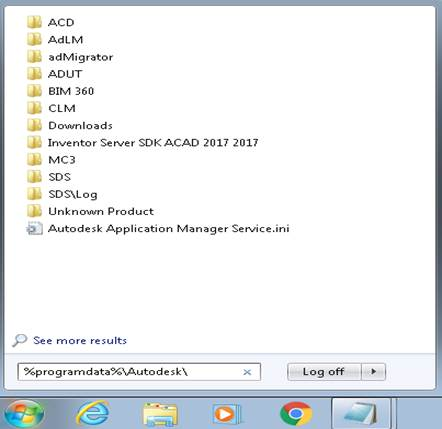 ACD
AdLM
adMigrator
ADUT
BIM 360
CLM
Downloads
Inventor Server SDK ACAD 2017 2017
MC3
SDS
SDS\Log
Unknown Product
Autodesk Application Manager Service.ini
See more results
%programdata%\Autodesk\
Log off